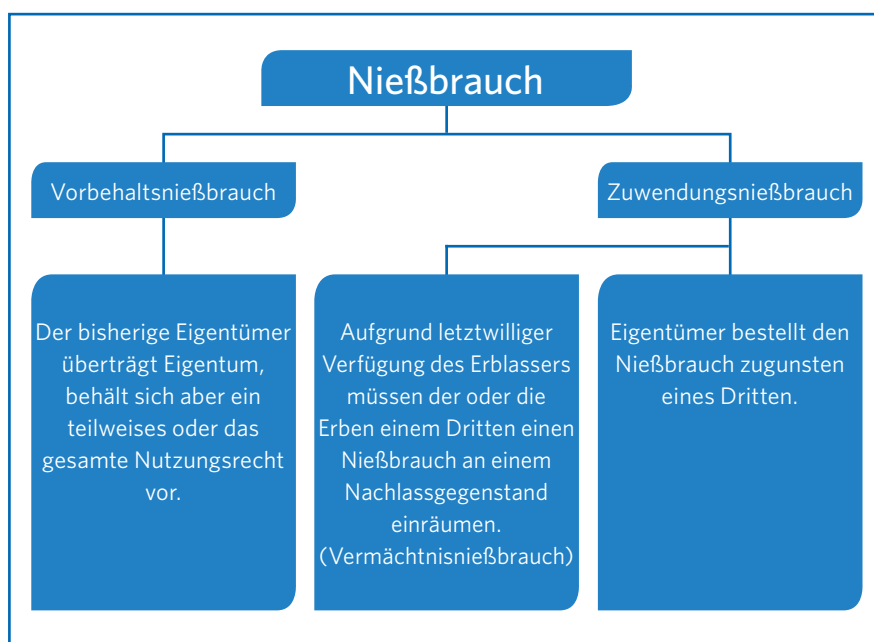 Nießbrauch
Vorbehaltsnießbrauch
Zuwendungsnießbrauch
Der bisherige Eigentümer
überträgt Eigentum,
behält sich aber ein
teilweises oder das
gesamte Nutzungsrecht
vor.
Aufgrund letztwilliger
Verfügung des Erblassers
müssen der oder die
Erben einem Dritten einen
Nießbrauch an einem
Nachlassgegenstand
einräumen.
(Vermächtnisnießbrauch)
Eigentümer bestellt den
Nießbrauch zugunsten
eines Dritten.